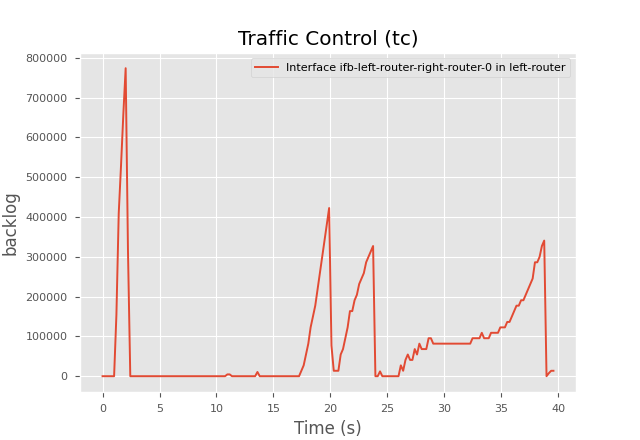 Traffic Control (tc)
Interface ifb-left-router-right-router-0 in left-router
800000
700000
600000
500000
400000
300000
200000
100000
0
backlog
0 5 10 15 20 25 30 35 40
Time (s)